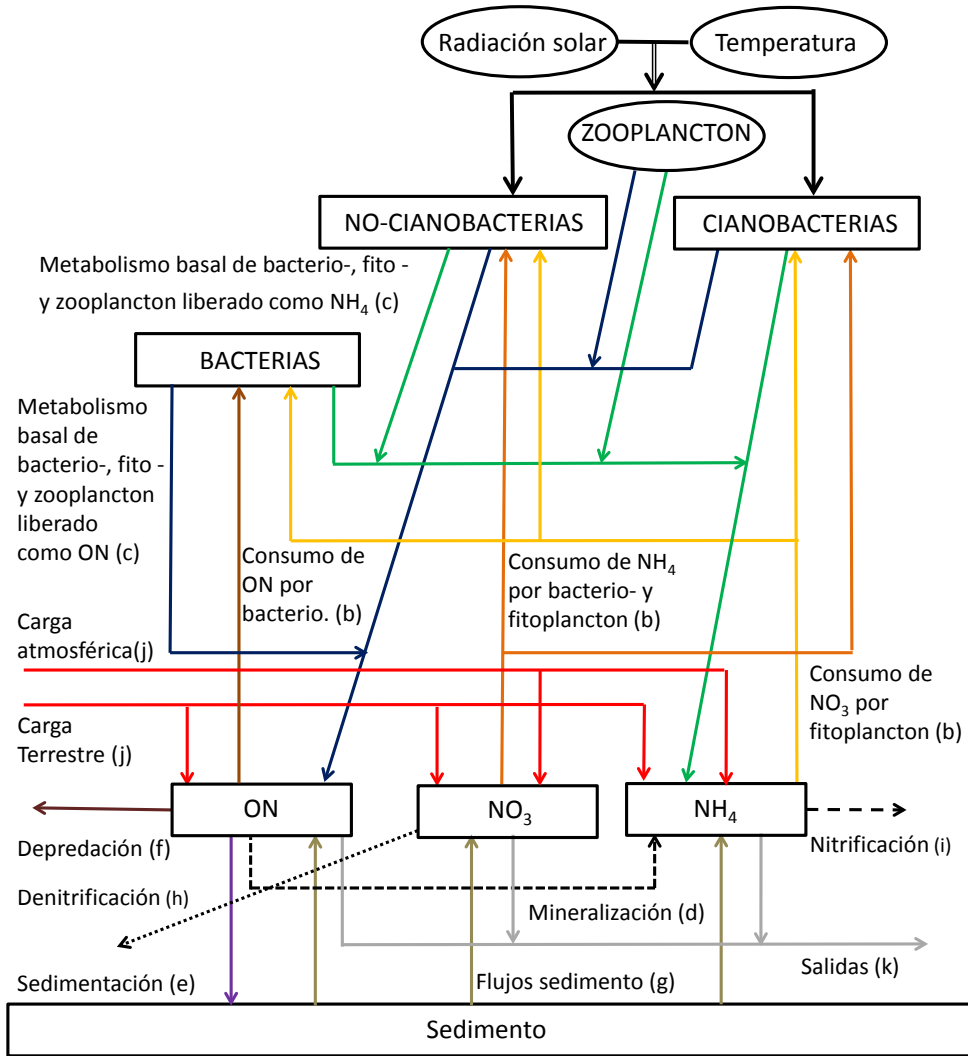 Radiación solar
Temperatura
ZOOPLANCTON
NO-CIANOBACTERIAS
CIANOBACTERIAS
Metabolismo basal de bacterio-, fito -
y zooplancton liberado como NH₄ (c)
BACTERIAS
Metabolismo
basal de
bacterio-, fito -
y zooplancton
liberado
como ON (c)
Consumo de
ON por
bacterio. (b)
Consumo de NH₄
por bacterio- y
fitoplancton (b)
Carga
atmosférica(j)
Consumo de
NO₃ por
fitoplancton (b)
Carga
Terrestre (j)
ON
NO₃
NH₄
Depredación (f)
Nitrificación (i)
Denitrificación (h)
Mineralización (d)
Sedimentación (e)
Flujos sedimento (g)
Salidas (k)
Sedimento